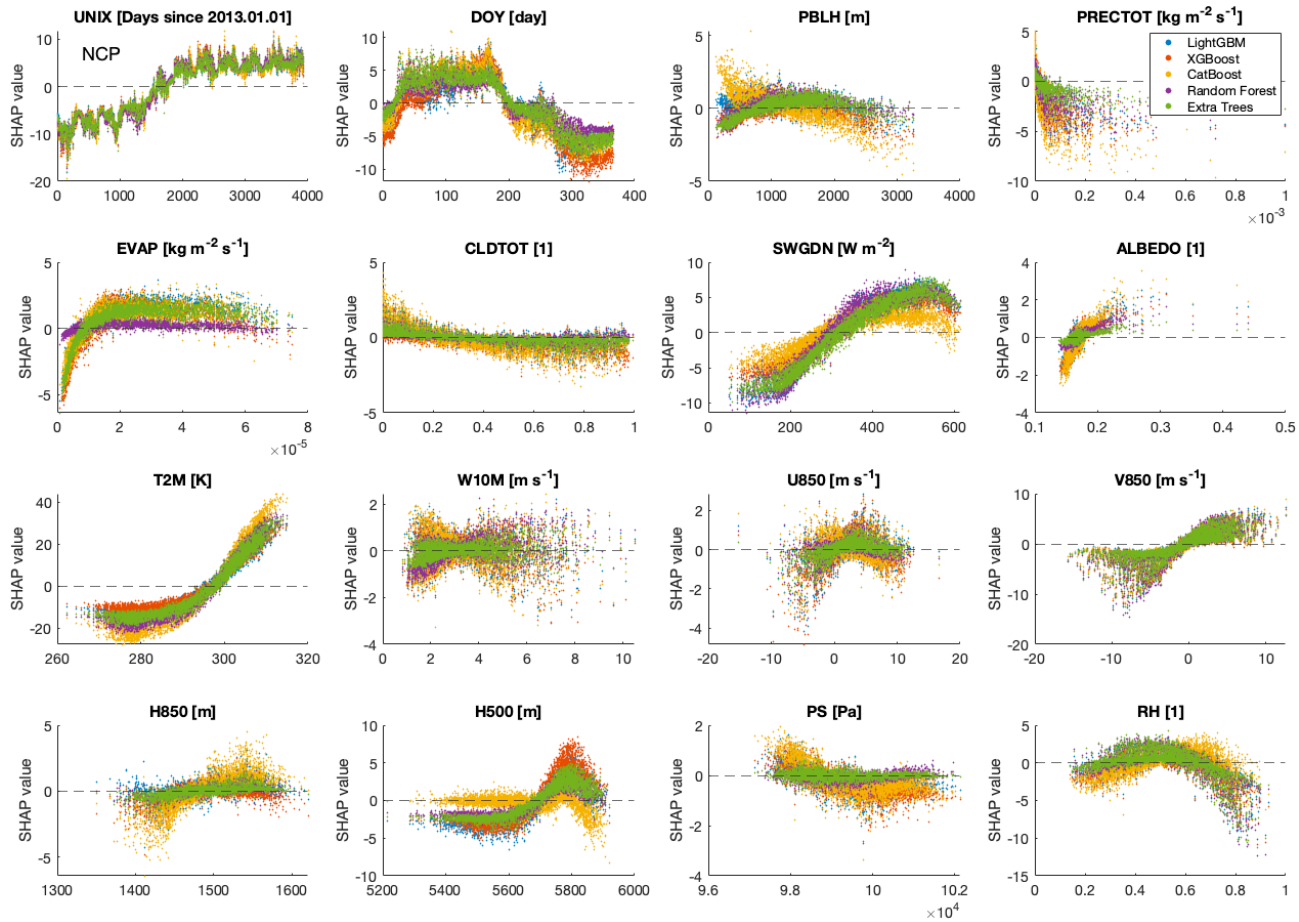 UNIX [Days since 2013.01.01]
DOY [day]
PBLH [m]
PRECTOT [kg m⁻² s⁻¹]
SHAP value
10
0
-10
-20
NCP
0 1000 2000 3000 4000
SHAP value
10
5
0
-5
-10
0 100 200 300 400
SHAP value
5
0
-5
0 1000 2000 3000 4000
SHAP value
0
-5
-10
LightGBM
XGBoost
CatBoost
Random Forest
Extra Trees
0 0.2 0.4 0.6 0.8 1
×10⁻³
EVAP [kg m⁻² s⁻¹]
CLDTOT [1]
SWGDN [W m⁻²]
ALBEDO [1]
SHAP value
5
0
-5
0 2 4 6 8
×10⁻⁵
SHAP value
5
0
5
0 0.2 0.4 0.6 0.8 1
SHAP value
10
5
0
-5
-10
0 200 400 600
SHAP value
4
2
0
-2
4
0.1 0.2 0.3 0.4 0.5
T2M [K]
W10M [m s⁻¹]
U850 [m s⁻¹]
V850 [m s⁻¹]
SHAP value
40
20
0
-20
260 280 300 320
SHAP value
2
0
-2
-4
0 2 4 6 8 10
SHAP value
2
0
-2
-4
-20 -10 0 10 20
SHAP value
10
0
-10
-20
-10 0 10
H850 [m]
H500 [m]
PS [Pa]
RH [1]
SHAP value
5
0
-5
1300 1400 1500 1600
SHAP value
10
5
0
-5
-10
5200 5400 5600 5800 6000
SHAP value
2
0
-2
-4
9.6 9.8 10 10.2
×10⁴
SHAP value
5
0
-5
-10
-15
0 0.2 0.4 0.6 0.8 1